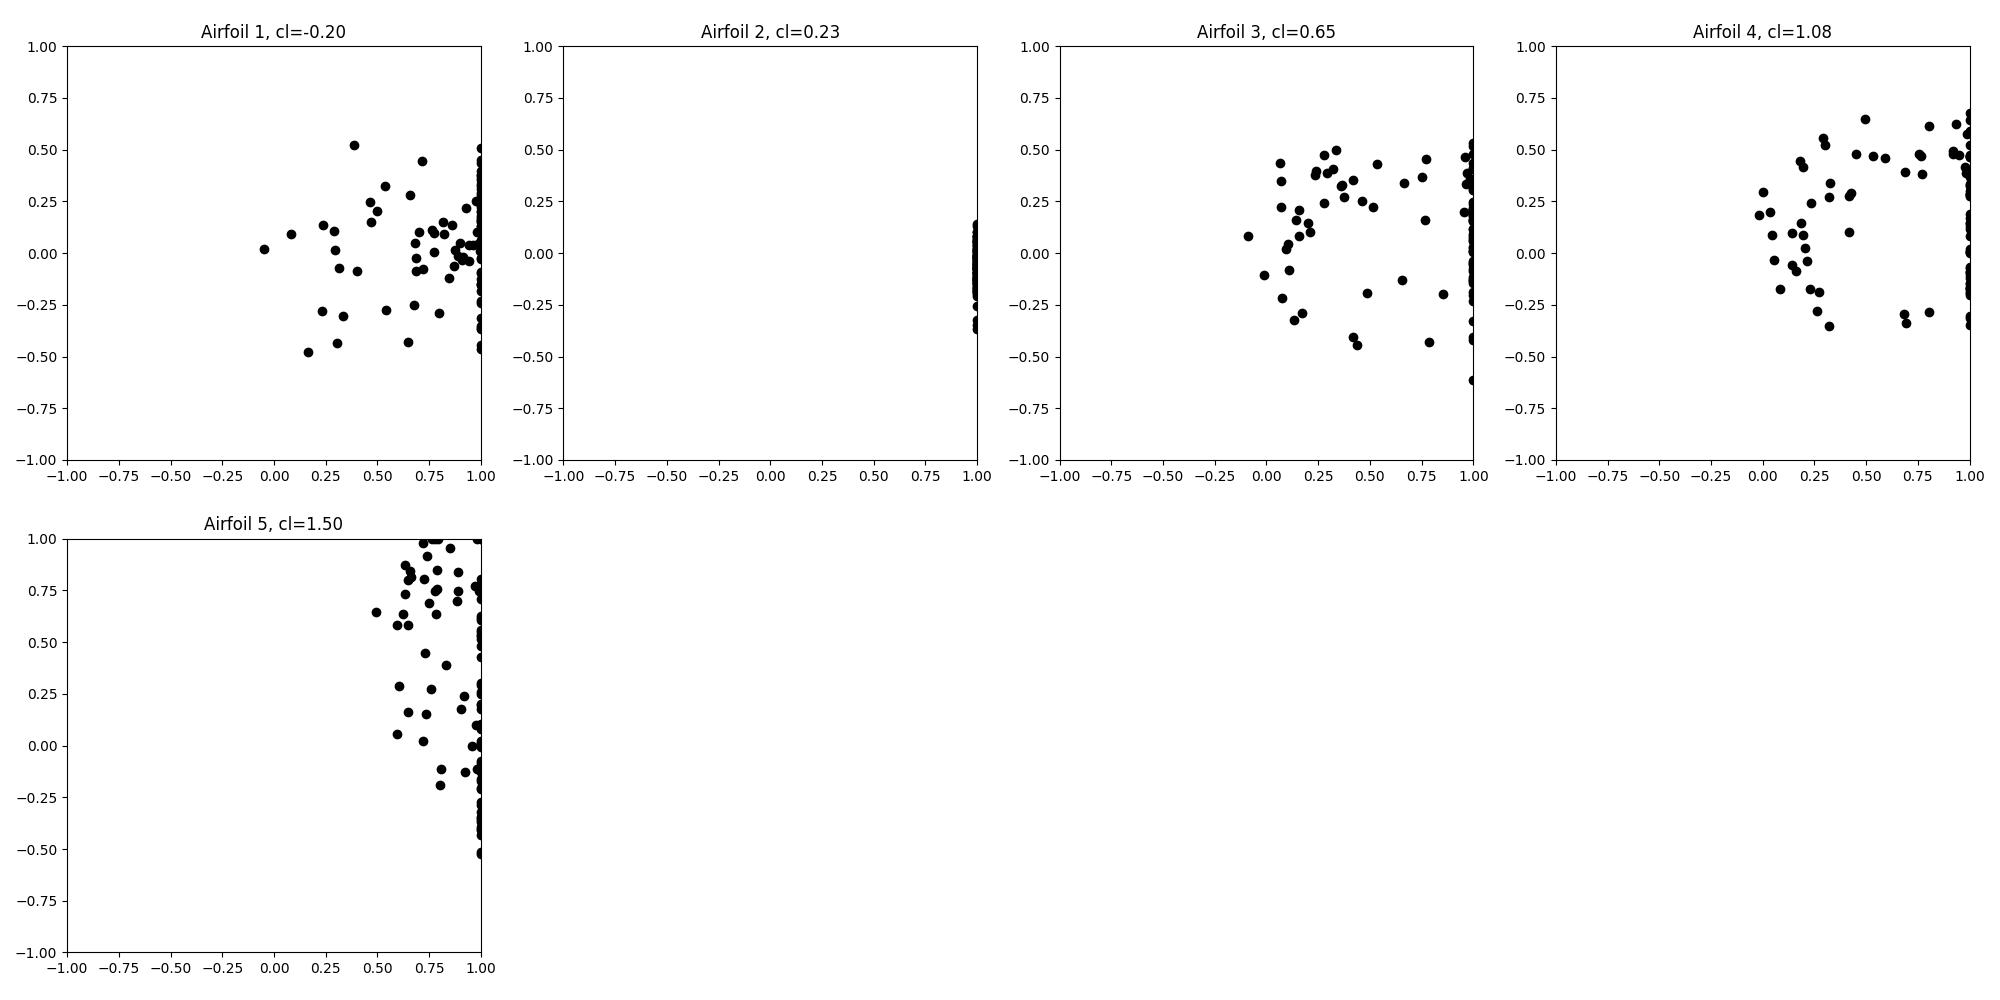 Airfoil 1, cl=-0.20
Airfoil 2, cl=0.23
Airfoil 3, cl=0.65
Airfoil 4, cl=1.08
1.00 1.00 1.00 1.00
0.75 0.75 0.75 0.75
0.50 0.50 0.50 0.50
0.25 0.25 0.25 0.25
0.00 0.00 0.00 0.00
−0.25 −0.25 −0.25 −0.25
−0.50 −0.50 −0.50 −0.50
−0.75 −0.75 −0.75 −0.75
−1.00 −1.00 −1.00 −1.00
−1.00 −0.75 −0.50 −0.25 0.00 0.25 0.50 0.75 1.00
−1.00 −0.75 −0.50 −0.25 0.00 0.25 0.50 0.75 1.00
−1.00 −0.75 −0.50 −0.25 0.00 0.25 0.50 0.75 1.00
−1.00 −0.75 −0.50 −0.25 0.00 0.25 0.50 0.75 1.00
Airfoil 5, cl=1.50
1.00
0.75
0.50
0.25
0.00
−0.25
−0.50
−0.75
−1.00
−1.00 −0.75 −0.50 −0.25 0.00 0.25 0.50 0.75 1.00